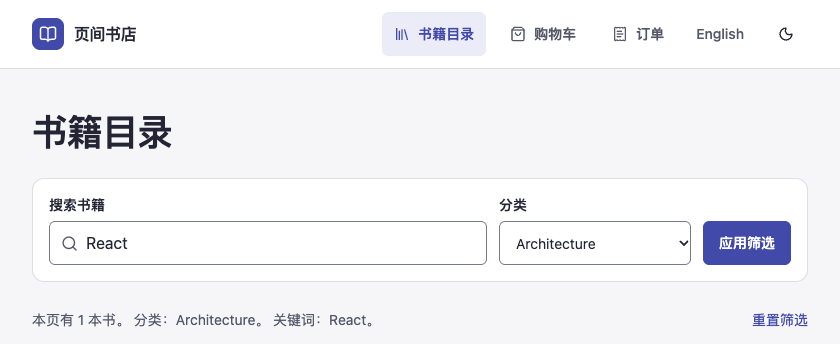 页间书店
书籍目录
购物车
订单
English
书籍目录
搜索书籍
分类
React
Architecture
应用筛选
本页有 1 本书。 分类：Architecture。 关键词：React。
重置筛选